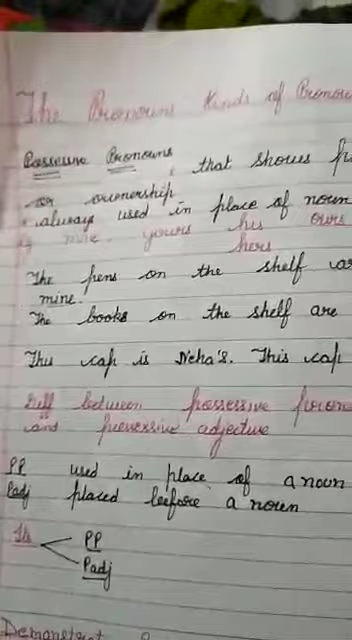 The Pronouns Kinds of Pronou
Possessive Pronouns
that shows
or ownership
always used in place of noun
mine yours his ours
hers
The pens on the shelf are
mine.
The books on the shelf are
This cap is Neha's. This cap
Diff between possessive pron
and possessive adjective
PP used in place of a noun
Padj placed before a noun
PP
Padj